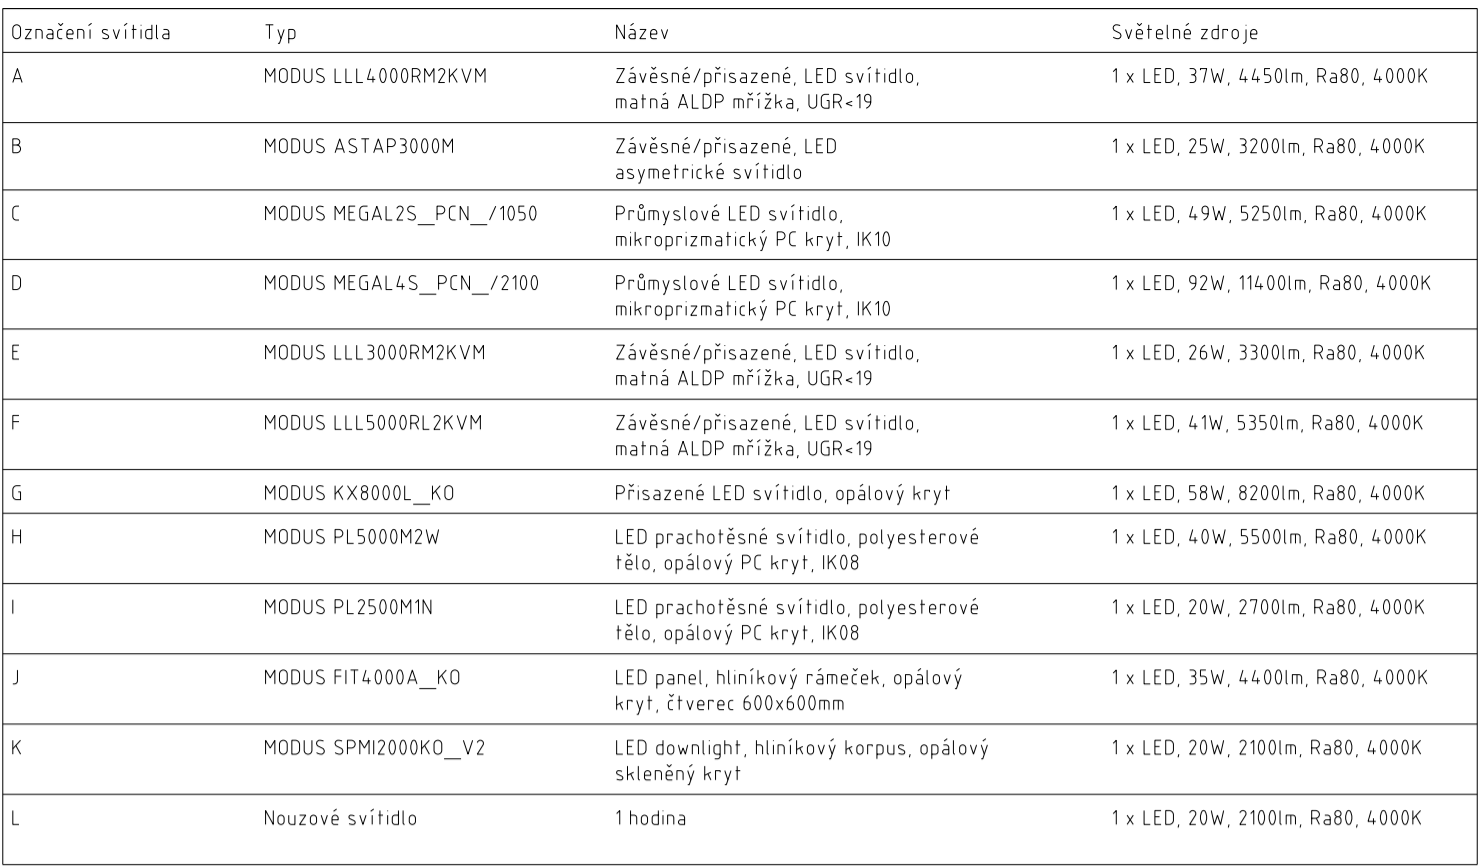 Označení svítidla Typ Název Světelné zdroje
A MODUS LLL4000RM2KVM Závěsné/přisazené, LED svítidlo, 1 x LED, 37W, 4450lm, Ra80, 4000K
matná ALDP mřížka, UGR<19
B MODUS ASTAP3000M Závěsné/přisazené, LED 1 x LED, 25W, 3200lm, Ra80, 4000K
asymetrické svítidlo
C MODUS MEGAL2S__PCN__/1050 Průmyslové LED svítidlo, 1 x LED, 49W, 5250lm, Ra80, 4000K
mikroprizmatický PC kryt, IK10
D MODUS MEGAL4S__PCN__/2100 Průmyslové LED svítidlo, 1 x LED, 92W, 11400lm, Ra80, 4000K
mikroprizmatický PC kryt, IK10
E MODUS LLL3000RM2KVM Závěsné/přisazené, LED svítidlo, 1 x LED, 26W, 3300lm, Ra80, 4000K
matná ALDP mřížka, UGR<19
F MODUS LLL5000RL2KVM Závěsné/přisazené, LED svítidlo, 1 x LED, 41W, 5350lm, Ra80, 4000K
matná ALDP mřížka, UGR<19
G MODUS KX8000L__KO Přisazené LED svítidlo, opálový kryt 1 x LED, 58W, 8200lm, Ra80, 4000K
H MODUS PL5000M2W LED prachotěsné svítidlo, polyesterové 1 x LED, 40W, 5500lm, Ra80, 4000K
tělo, opálový PC kryt, IK08
I MODUS PL2500M1N LED prachotěsné svítidlo, polyesterové 1 x LED, 20W, 2700lm, Ra80, 4000K
tělo, opálový PC kryt, IK08
J MODUS FIT4000A__KO LED panel, hliníkový rámeček, opálový 1 x LED, 35W, 4400lm, Ra80, 4000K
kryt, čtverec 600x600mm
K MODUS SPMI2000KO__V2 LED downlight, hliníkový korpus, opálový 1 x LED, 20W, 2100lm, Ra80, 4000K
skleněný kryt
L Nouzové svítidlo 1 hodina 1 x LED, 20W, 2100lm, Ra80, 4000K